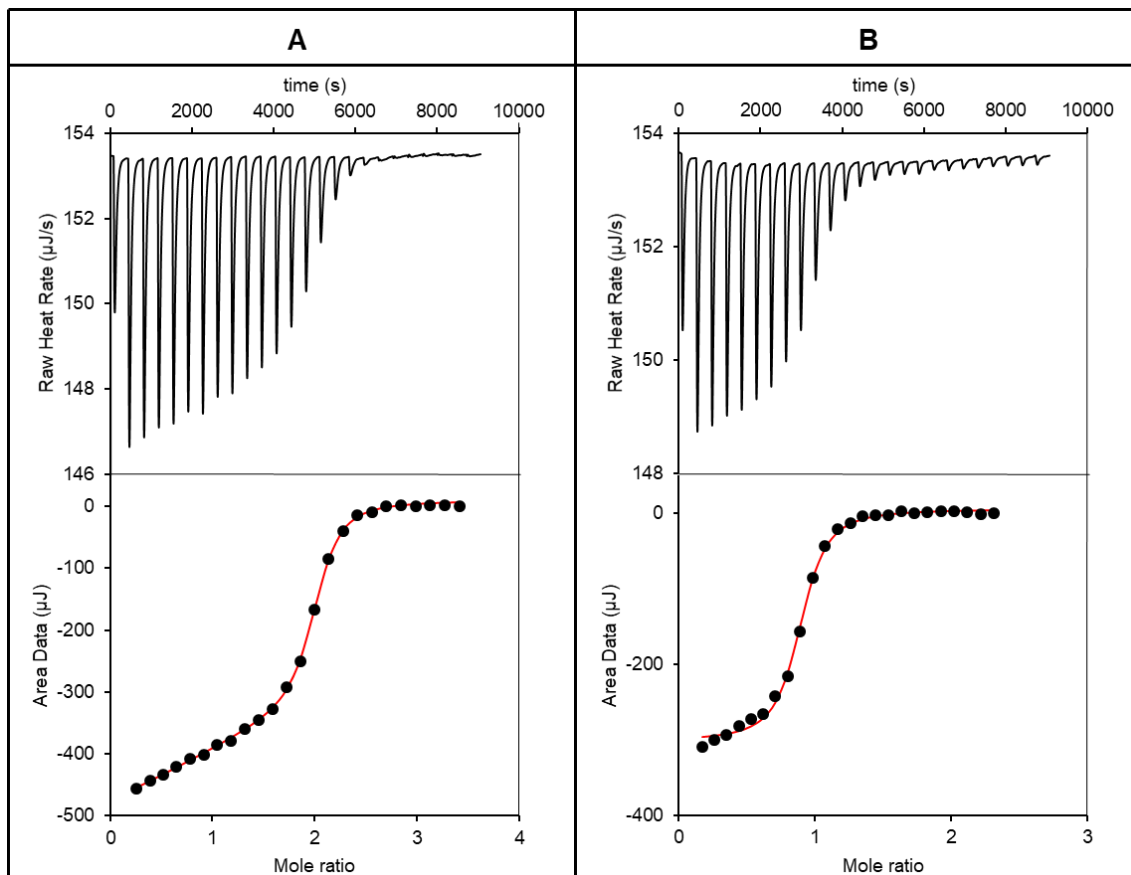 A
B
time (s)
0 2000 4000 6000 8000 10000
154
152
150
148
146
Raw Heat Rate (µJ/s)
0
-100
-200
-300
-400
-500
Area Data (µJ)
0 1 2 3 4
Mole ratio
time (s)
0 2000 4000 6000 8000 10000
154
152
150
148
Raw Heat Rate (µJ/s)
0
-200
-400
Area Data (µJ)
0 1 2 3
Mole ratio